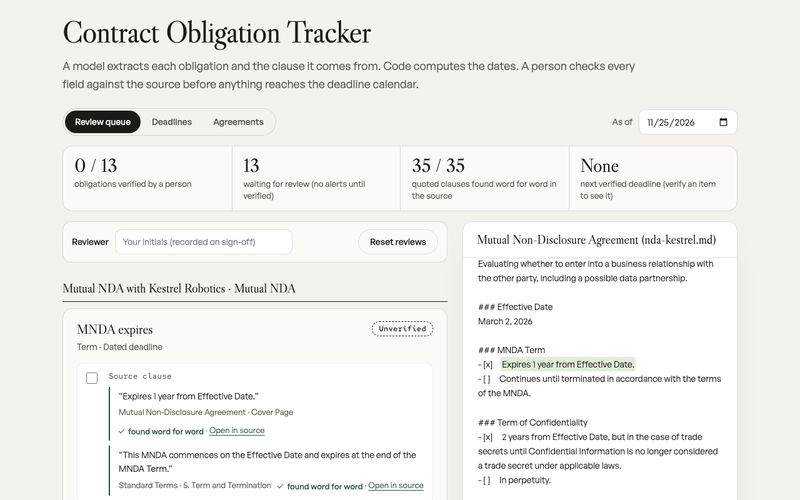 Contract Obligation Tracker
A model extracts each obligation and the clause it comes from. Code computes the dates. A person checks every
field against the source before anything reaches the deadline calendar.
Review queue Deadlines Agreements
As of 11/25/2026
0 / 13
obligations verified by a person
13
waiting for review (no alerts until
verified)
35 / 35
quoted clauses found word for word in
the source
None
next verified deadline (verify an item
to see it)
Reviewer Your initials (recorded on sign-off) Reset reviews
Mutual NDA with Kestrel Robotics · Mutual NDA
MNDA expires
Unverified
Term · Dated deadline
Source clause
"Expires 1 year from Effective Date."
Mutual Non-Disclosure Agreement · Cover Page
✓ found word for word · Open in source
"This MNDA commences on the Effective Date and expires at the end of the
MNDA Term."
Standard Terms · 5. Term and Termination ✓ found word for word · Open in source
Mutual Non-Disclosure Agreement (nda-kestrel.md)
Evaluating whether to enter into a business relationship with
the other party, including a possible data partnership.
### Effective Date
March 2, 2026
### MNDA Term
- [x] Expires 1 year from Effective Date.
- [ ] Continues until terminated in accordance with the terms
of the MNDA.
### Term of Confidentiality
- [x] 2 years from Effective Date, but in the case of trade
secrets until Confidential Information is no longer considered
a trade secret under applicable laws.
- [ ] In perpetuity.